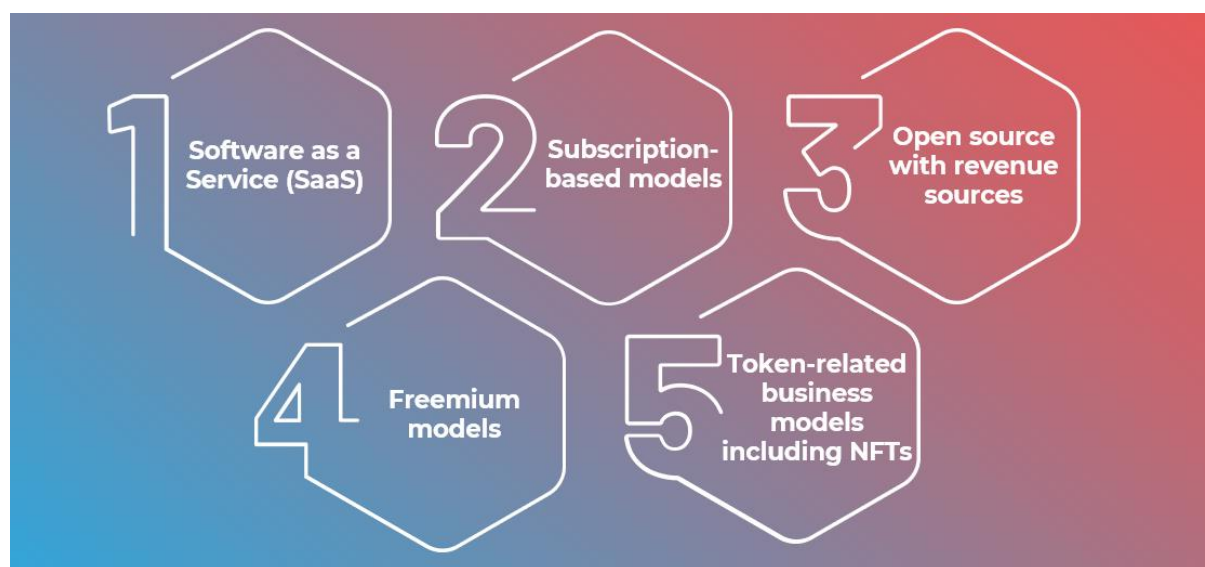 1
Software as a
Service (SaaS)
2
Subscription-
based models
3
Open source
with revenue
sources
4
Freemium
models
5
Token-related
business
models
including NFTs